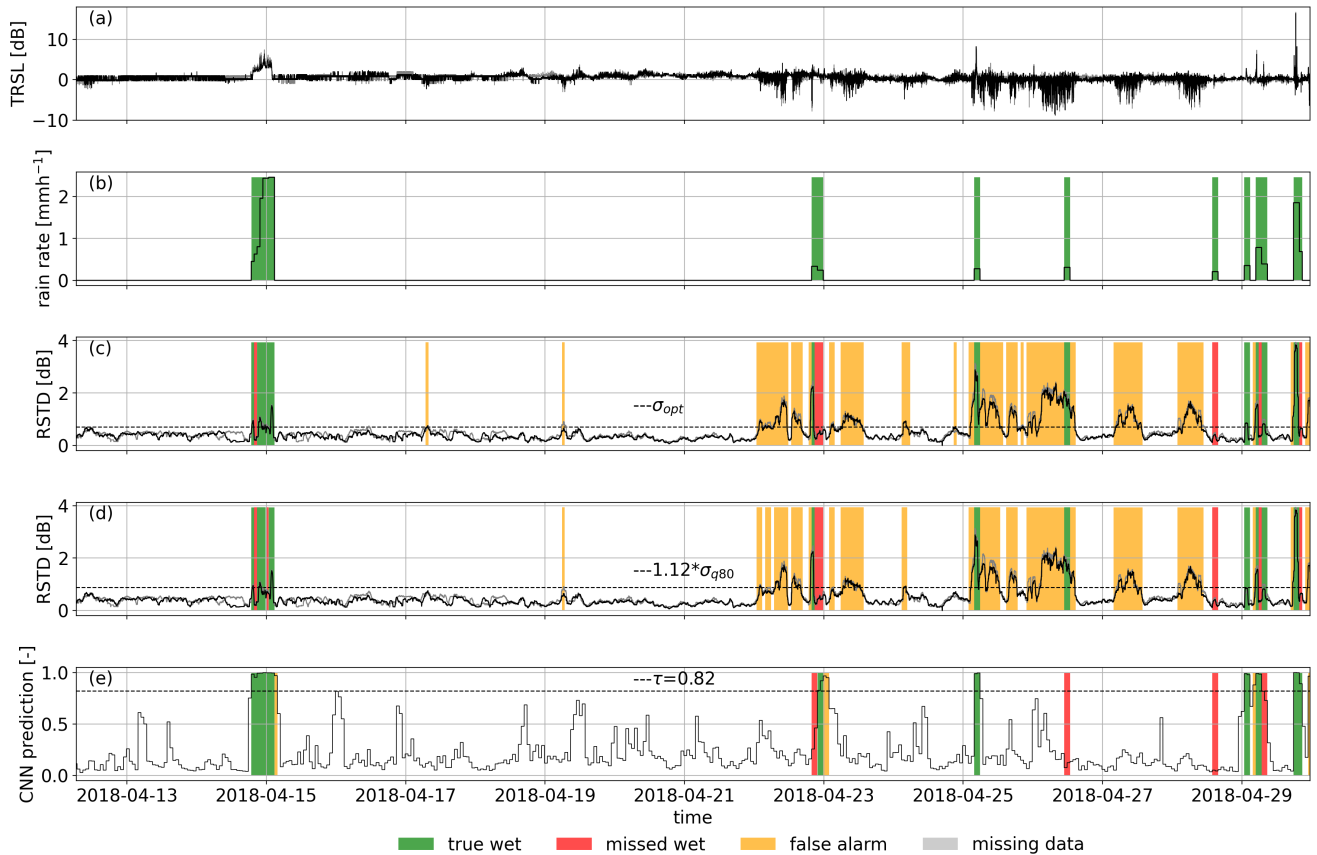 (a)
TRSL [dB]
10
0
−10
(b)
rain rate [mmh⁻¹]
2
1
0
(c)
RSTD [dB]
4
2
0
---σopt
(d)
RSTD [dB]
4
2
0
---1.12*σq80
(e)
CNN prediction [-]
1.0
0.5
0.0
---τ=0.82
2018-04-13 2018-04-15 2018-04-17 2018-04-19 2018-04-21 2018-04-23 2018-04-25 2018-04-27 2018-04-29
time
true wet missed wet false alarm missing data